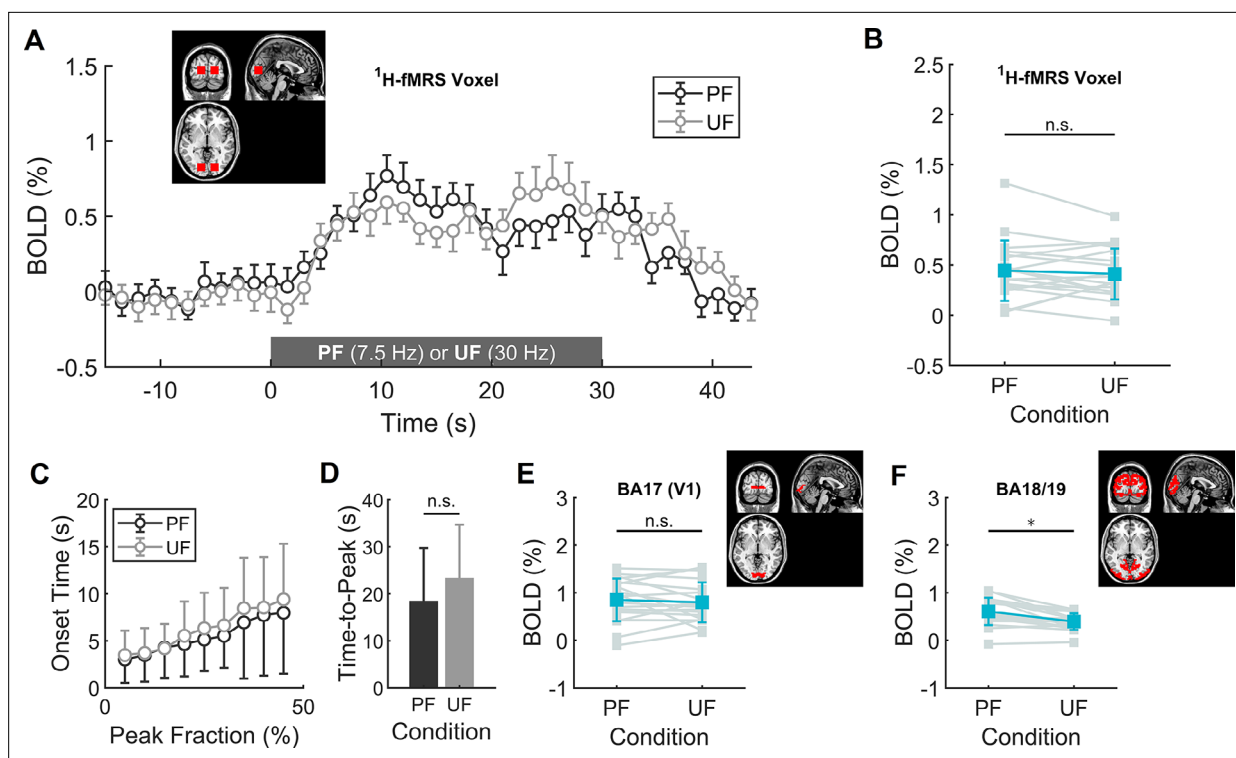 A
¹H-fMRS Voxel
PF
UF
1.5
1
0.5
0
-0.5
BOLD (%)
PF (7.5 Hz) or UF (30 Hz)
-10
0
10
20
30
40
Time (s)
B
¹H-fMRS Voxel
n.s.
2.5
2
1.5
1
0.5
0
-0.5
BOLD (%)
PF
UF
Condition
C
PF
UF
20
15
10
5
0
Onset Time (s)
0
50
Peak Fraction (%)
D
n.s.
40
30
20
10
0
Time-to-Peak (s)
PF
UF
Condition
E
BA17 (V1)
n.s.
3
2
1
0
-1
BOLD (%)
PF
UF
Condition
F
BA18/19
*
3
2
1
0
-1
BOLD (%)
PF
UF
Condition